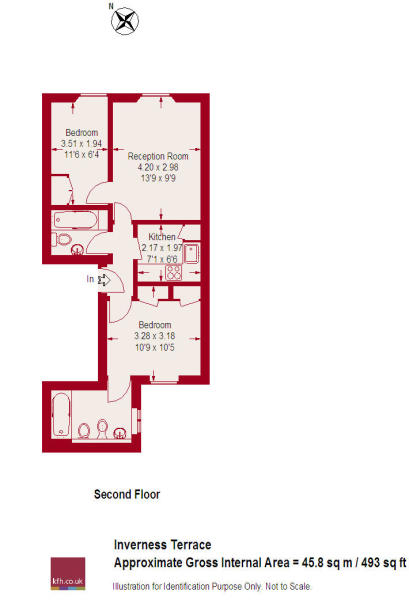 N
Bedroom
3.51 x 1.94
11'6 x 6'4
Reception Room
4.20 x 2.98
13'9 x 9'9
Kitchen
2.17 x 1.97
7'1 x 6'6
In
Bedroom
3.28 x 3.18
10'9 x 10'5
Second Floor
Inverness Terrace
Approximate Gross Internal Area = 45.8 sq m / 493 sq ft
kfh.co.uk
Illustration for Identification Purpose Only. Not to Scale.